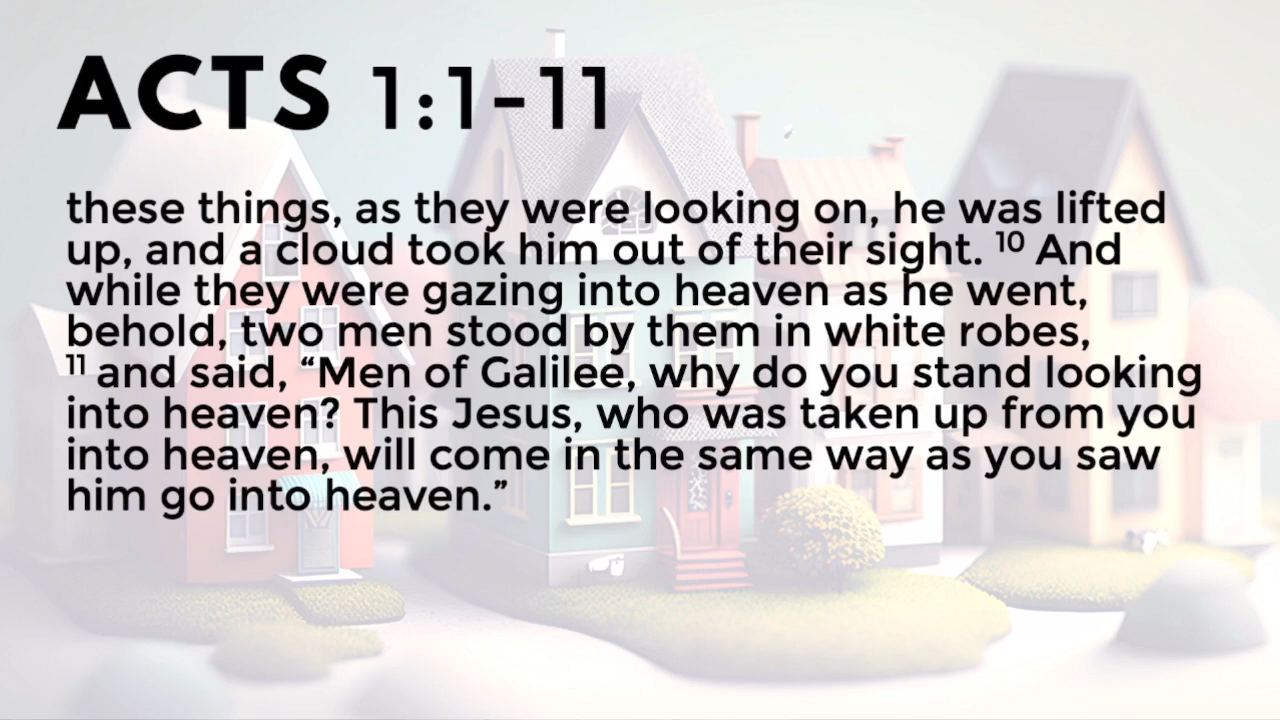 ACTS 1:1-11
these things, as they were looking on, he was lifted
up, and a cloud took him out of their sight. ¹⁰ And
while they were gazing into heaven as he went,
behold, two men stood by them in white robes,
¹¹ and said, “Men of Galilee, why do you stand looking
into heaven? This Jesus, who was taken up from you
into heaven, will come in the same way as you saw
him go into heaven.”